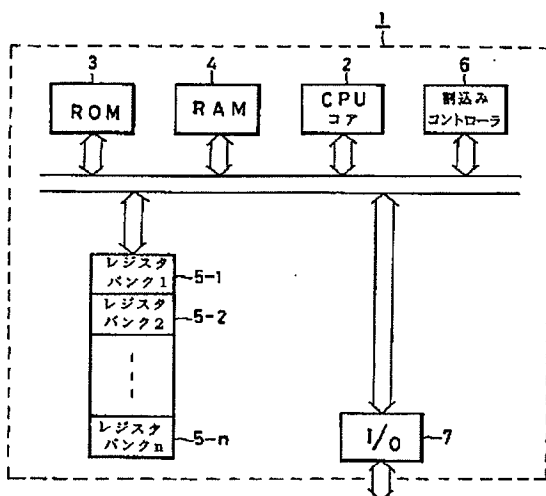 1
3
4
2
6
ROM
RAM
CPU
コア
割込み
コントローラ
レジスタ
バンク1
5-1
レジスタ
バンク2
5-2
レジスタ
バンクn
5-n
I/O
7